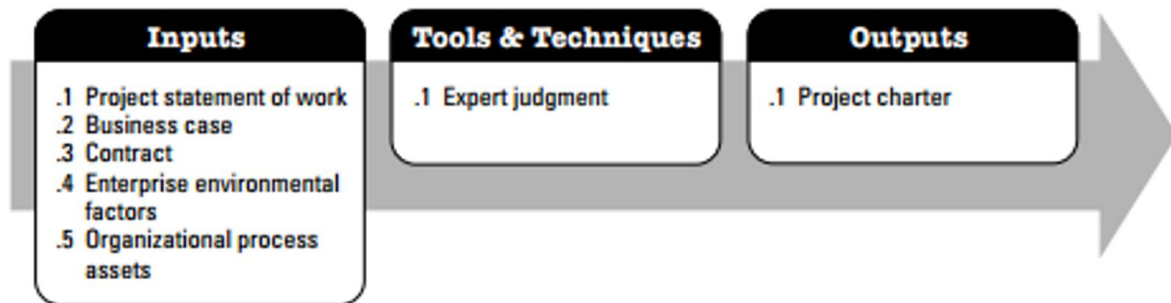 Inputs
.1 Project statement of work
.2 Business case
.3 Contract
.4 Enterprise environmental
factors
.5 Organizational process
assets
Tools & Techniques
.1 Expert judgment
Outputs
.1 Project charter